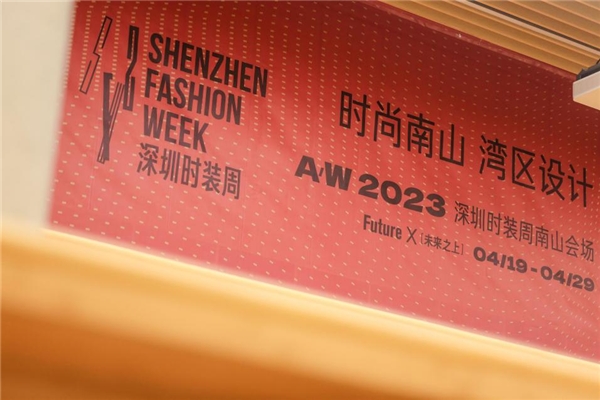 SHENZHEN
FASHION
WEEK
深圳时装周
时尚南山 湾区设计
A/W 2023 深圳时装周南山会场
Future X [未来之上] 04/19 - 04/29